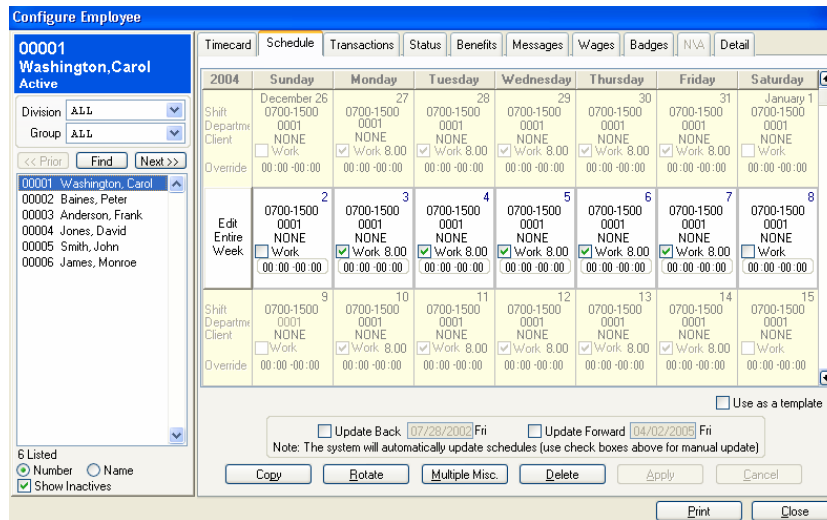 Configure Employee
00001
Washington,Carol
Active
Division ALL
Group ALL
<< Prior Find Next >>
00001 Washington, Carol
00002 Baines, Peter
00003 Anderson, Frank
00004 Jones, David
00005 Smith, John
00006 James, Monroe
6 Listed
Number Name
Show Inactives
Timecard Schedule Transactions Status Benefits Messages Wages Badges N\A Detail
2004 Sunday Monday Tuesday Wednesday Thursday Friday Saturday
December 26 27 28 29 30 31 January 1
Shift 0700-1500 0700-1500 0700-1500 0700-1500 0700-1500 0700-1500 0700-1500
Departme 0001 0001 0001 0001 0001 0001 0001
Client NONE NONE NONE NONE NONE NONE NONE
Work Work 8.00 Work 8.00 Work 8.00 Work 8.00 Work 8.00 Work
Override 00:00-00:00 00:00-00:00 00:00-00:00 00:00-00:00 00:00-00:00 00:00-00:00 00:00-00:00
2 3 4 5 6 7 8
0700-1500 0700-1500 0700-1500 0700-1500 0700-1500 0700-1500 0700-1500
Edit 0001 0001 0001 0001 0001 0001 0001
Entire NONE NONE NONE NONE NONE NONE NONE
Week Work Work 8.00 Work 8.00 Work 8.00 Work 8.00 Work 8.00 Work
00:00-00:00 00:00-00:00 00:00-00:00 00:00-00:00 00:00-00:00 00:00-00:00 00:00-00:00
9 10 11 12 13 14 15
Shift 0700-1500 0700-1500 0700-1500 0700-1500 0700-1500 0700-1500 0700-1500
Departme 0001 0001 0001 0001 0001 0001 0001
Client NONE NONE NONE NONE NONE NONE NONE
Work Work 8.00 Work 8.00 Work 8.00 Work 8.00 Work 8.00 Work
Override 00:00-00:00 00:00-00:00 00:00-00:00 00:00-00:00 00:00-00:00 00:00-00:00 00:00-00:00
Use as a template
Update Back 07/28/2002 Fri Update Forward 04/02/2005 Fri
Note: The system will automatically update schedules (use check boxes above for manual update)
Copy Rotate Multiple Misc. Delete Apply Cancel
Print Close